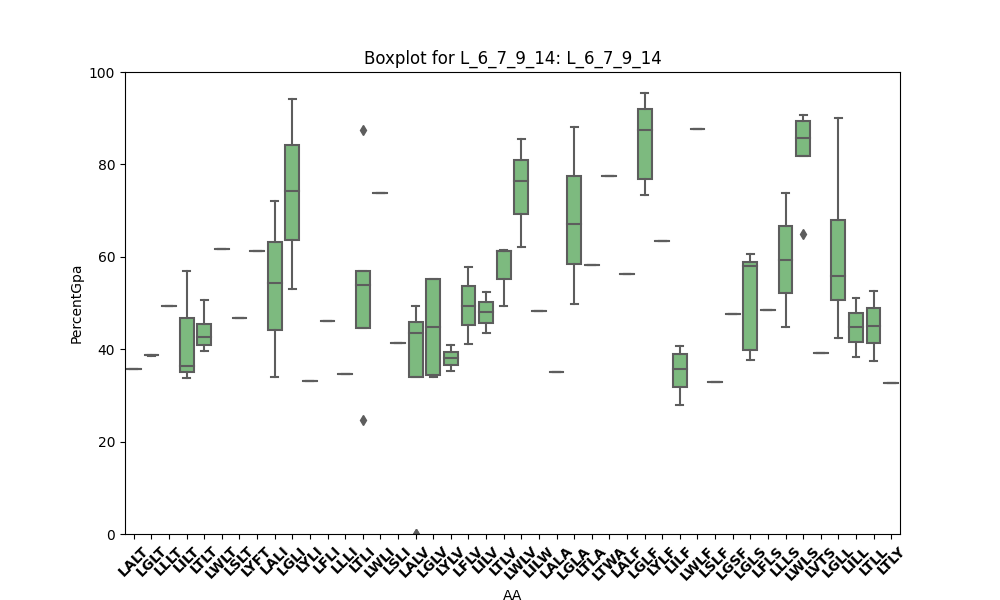 Boxplot for L_6_7_9_14: L_6_7_9_14
PercentGpa
100
80
60
40
20
0
LALT
LGLT
LLLT
LILT
LTLT
LWLT
LSLT
LYFT
LALI
LGLI
LYLI
LFLI
LLLI
LTLI
LWLI
LSLI
LALV
LGLV
LYLV
LFLV
LILV
LTLV
LWLV
LILW
LALA
LGLA
LTLA
LTWA
LALF
LGLF
LYLF
LILF
LWLF
LSLF
LGSF
LGLS
LFLS
LLLS
LWLS
LVTS
LGLL
LILL
LTLL
LTLY
AA